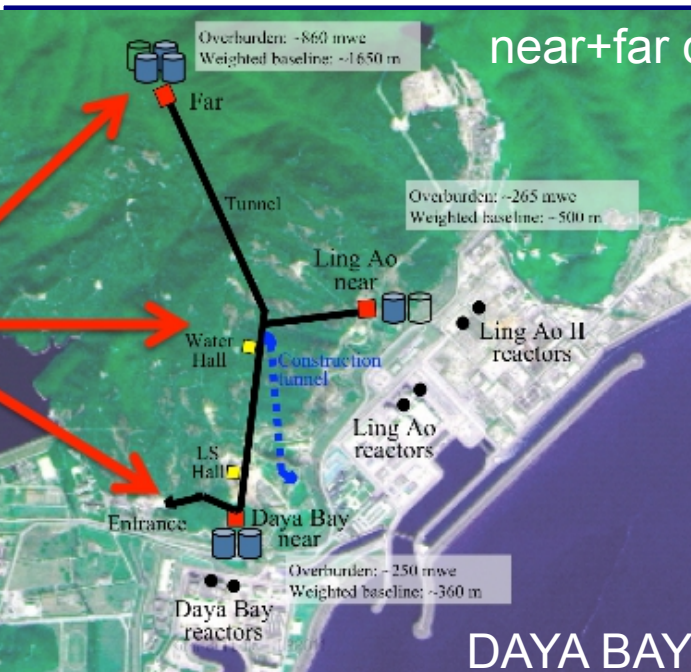 near+far
Overburden: ~860 mwe
Weighted baseline: ~1650 m
Far
Tunnel
Overburden: ~265 mwe
Weighted baseline: ~500 m
Ling Ao
near
Water
Hall
Construction
tunnel
Ling Ao II
reactors
Ling Ao
reactors
LS
Hall
Entrance
Daya Bay
near
Overburden: ~250 mwe
Weighted baseline: ~360 m
Daya Bay
reactors
DAYA BAY